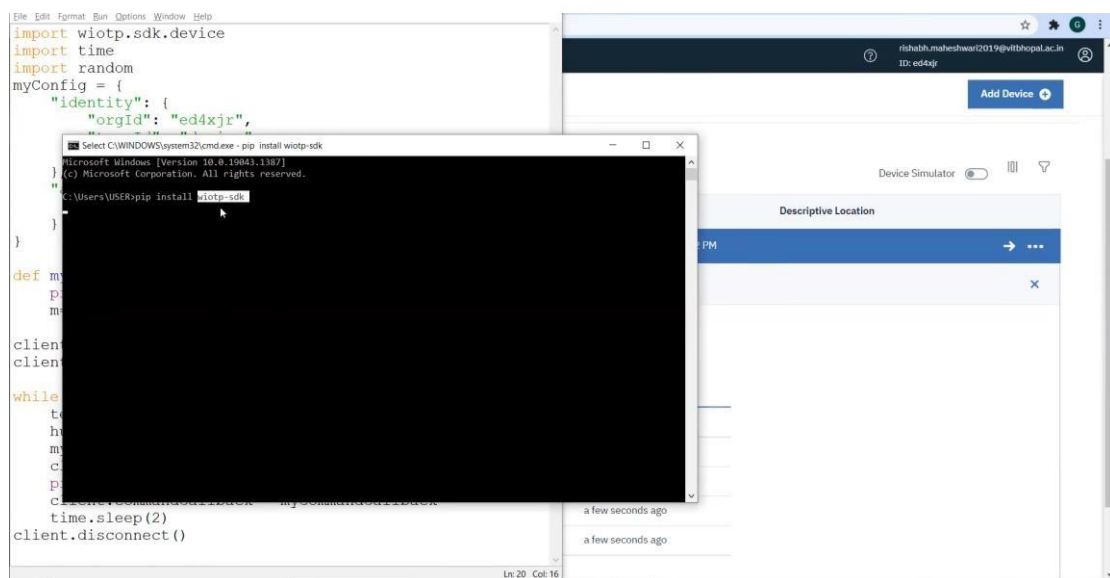 File Edit Format Run Options Window Help
import wiotp.sdk.device
import time
import random
myConfig = {
"identity": {
"orgId": "ed4xjr",
}
"
}
}
def my
p
m
client
client
while
te
hu
my
c
p
time.sleep(2)
client.disconnect()
Ln: 20 Col: 16
Select C:\WINDOWS\system32\cmd.exe - pip install wiotp-sdk
Microsoft Windows [Version 10.0.19043.1387]
(c) Microsoft Corporation. All rights reserved.
C:\Users\USER>pip install wiotp-sdk
G
rishabh.maheshwari2019@vitbhopal.ac.in
ID: ed4xjr
Add Device
Device Simulator
Descriptive Location
PM
a few seconds ago
a few seconds ago